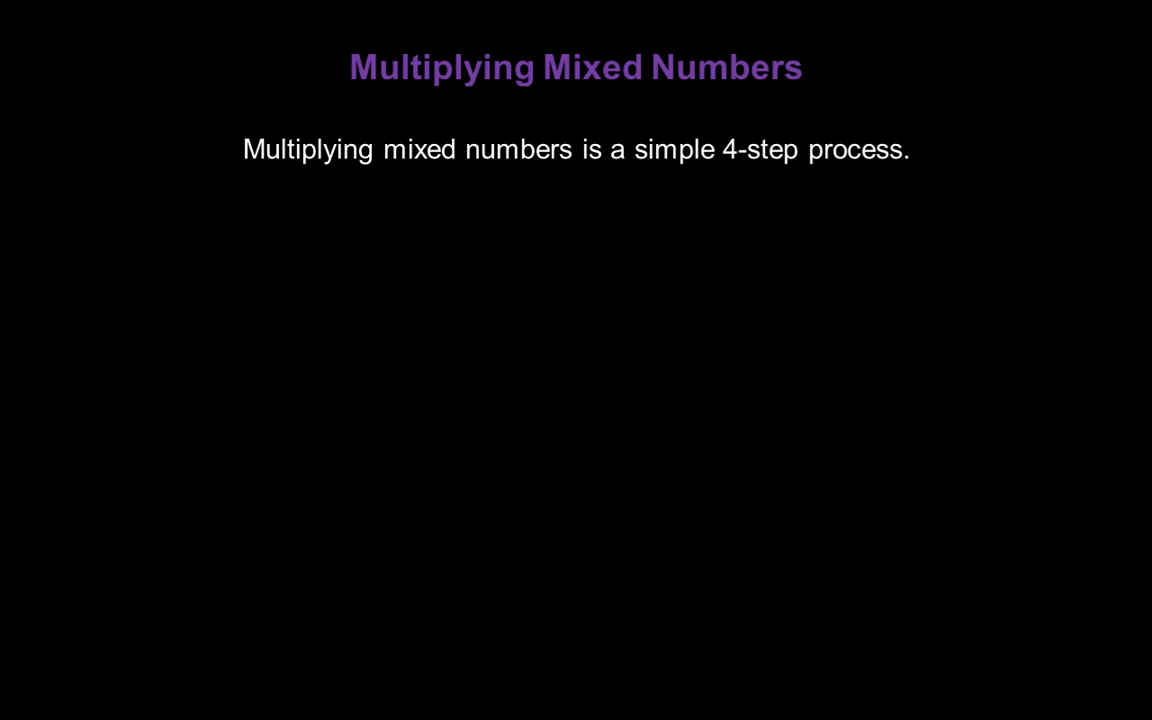 Multiplying Mixed Numbers
Multiplying mixed numbers is a simple 4-step process.